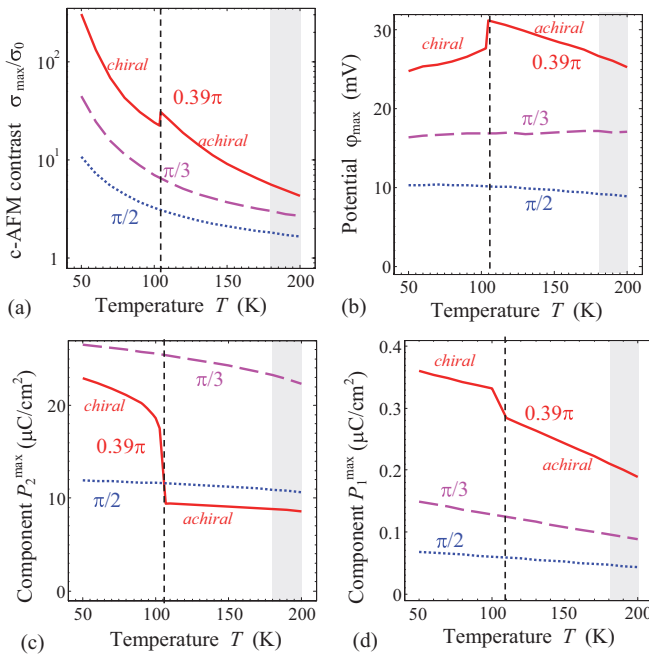 c-AFM contrast σmax/σ0
10²
10¹
1
chiral
0.39π
achiral
π/3
π/2
50 100 150 200
(a) Temperature T (K)
Potential φmax (mV)
30
20
10
0
chiral
achiral
0.39π
π/3
π/2
50 100 150 200
(b) Temperature T (K)
Component P₂ᵐᵃˣ (μC/cm²)
20
10
0
π/3
chiral
0.39π
π/2
achiral
50 100 150 200
(c) Temperature T (K)
Component P₁ᵐᵃˣ (μC/cm²)
0.4
0.3
0.2
0.1
0
chiral
0.39π
achiral
π/3
π/2
50 100 150 200
(d) Temperature T (K)